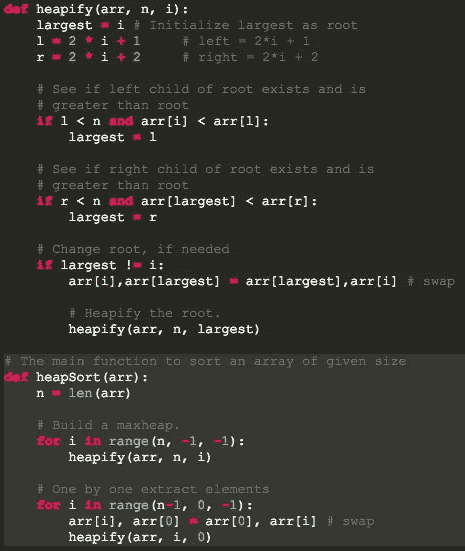 def heapify(arr, n, i):
    largest = i # Initialize largest as root
    l = 2 * i + 1     # left = 2*i + 1
    r = 2 * i + 2     # right = 2*i + 2

    # See if left child of root exists and is
    # greater than root
    if l < n and arr[i] < arr[l]:
        largest = l

    # See if right child of root exists and is
    # greater than root
    if r < n and arr[largest] < arr[r]:
        largest = r

    # Change root, if needed
    if largest != i:
        arr[i],arr[largest] = arr[largest],arr[i] # swap

        # Heapify the root.
        heapify(arr, n, largest)

# The main function to sort an array of given size
def heapSort(arr):
    n = len(arr)

    # Build a maxheap.
    for i in range(n, -1, -1):
        heapify(arr, n, i)

    # One by one extract elements
    for i in range(n-1, 0, -1):
        arr[i], arr[0] = arr[0], arr[i] # swap
        heapify(arr, i, 0)